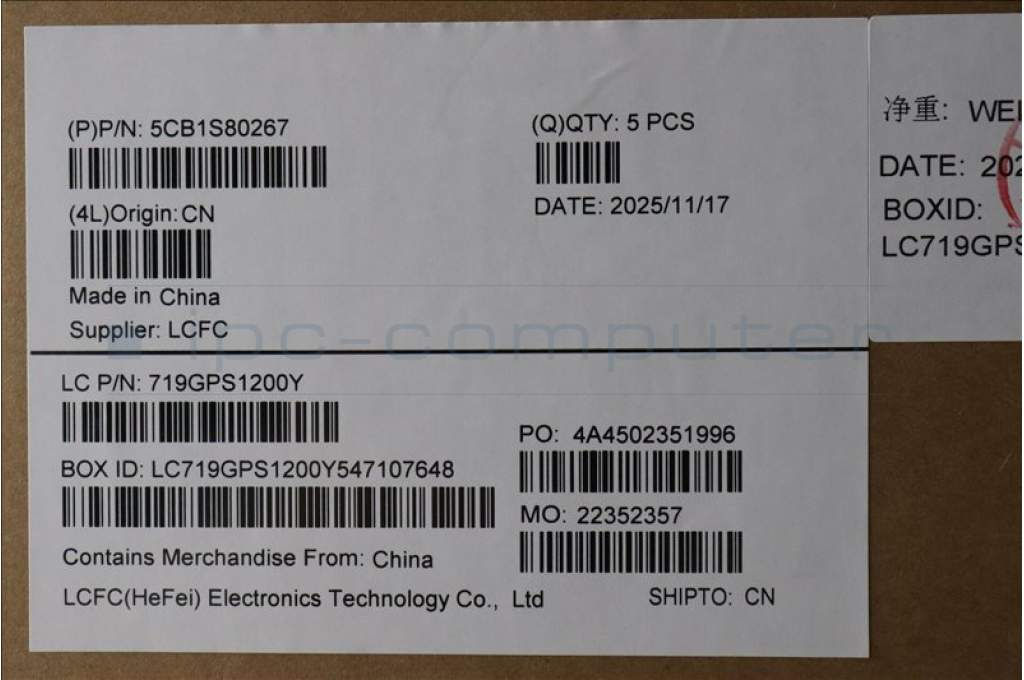 (P)P/N: 5CB1S80267
(Q)QTY: 5 PCS
(4L)Origin:CN
DATE: 2025/11/17
Made in China
Supplier: LCFC
ipc-computer
LC P/N: 719GPS1200Y
PO: 4A4502351996
BOX ID: LC719GPS1200Y547107648
MO: 22352357
Contains Merchandise From: China
LCFC(HeFei) Electronics Technology Co., Ltd
SHIPTO: CN
净重: WEI
DATE: 202
BOXID:
LC719GPS